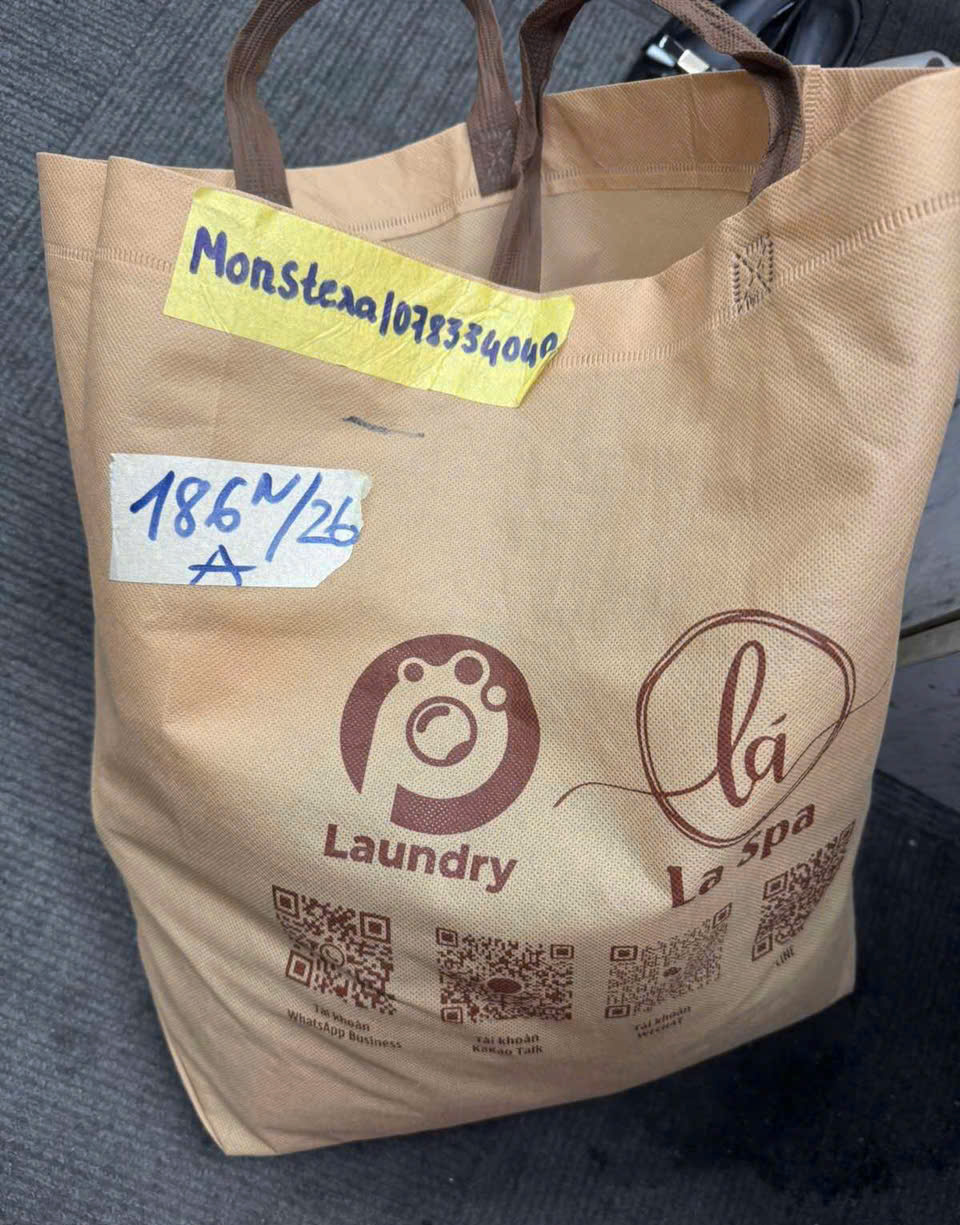 Monstera/078334040
186N/26
A
lá
Laundry
La spa
Tài khoản
WhatsApp Business
Tài khoản
Kakao Talk
Tài khoản
WECHAT
LINE